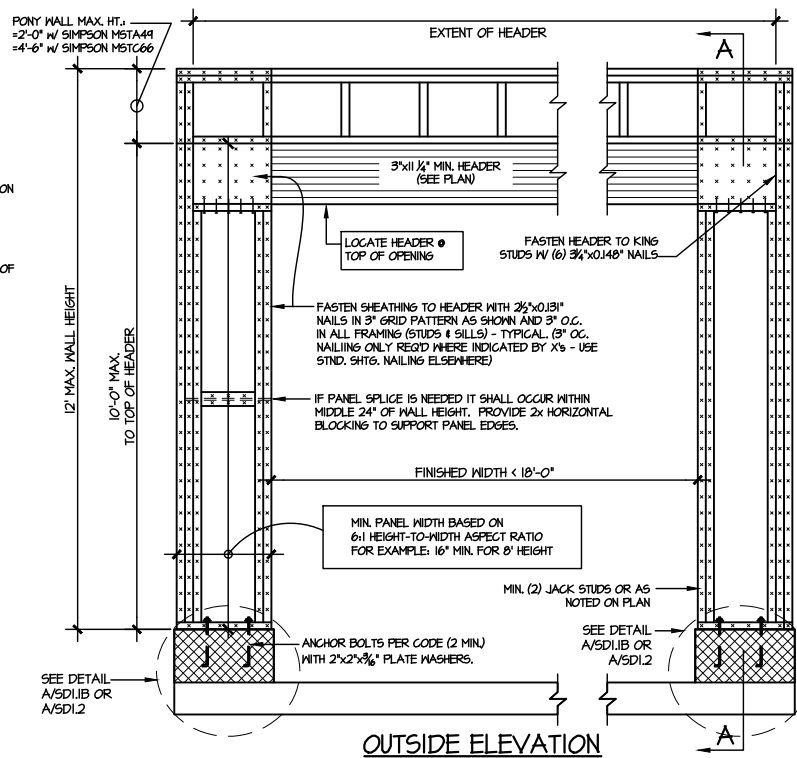 PONY WALL MAX. HT.:
=2'-0" W/ SIMPSON MSTA49
=4'-6" W/ SIMPSON MSTC66
EXTENT OF HEADER
A
3"x11 1/4" MIN. HEADER
(SEE PLAN)
ON
OF
LOCATE HEADER @
TOP OF OPENING
FASTEN HEADER TO KING
STUDS W/ (6) 3 1/4"x0.148" NAILS
FASTEN SHEATHING TO HEADER WITH 2 1/2"x0.131"
NAILS IN 3" GRID PATTERN AS SHOWN AND 3" O.C.
IN ALL FRAMING (STUDS & SILLS) - TYPICAL. (3" OC.
NAILING ONLY REQ'D WHERE INDICATED BY X's - USE
STND. SHTG. NAILING ELSEWHERE)
12' MAX. WALL HEIGHT
10'-0" MAX.
TO TOP OF HEADER
IF PANEL SPLICE IS NEEDED IT SHALL OCCUR WITHIN
MIDDLE 24" OF WALL HEIGHT. PROVIDE 2x HORIZONTAL
BLOCKING TO SUPPORT PANEL EDGES.
FINISHED WIDTH < 18'-0"
MIN. PANEL WIDTH BASED ON
6:1 HEIGHT-TO-WIDTH ASPECT RATIO
FOR EXAMPLE: 16" MIN. FOR 8' HEIGHT
MIN. (2) JACK STUDS OR AS
NOTED ON PLAN
SEE DETAIL
A/SD1.1B OR
A/SD1.2
ANCHOR BOLTS PER CODE (2 MIN.)
WITH 2"x2"x3/16" PLATE WASHERS.
SEE DETAIL
A/SD1.1B OR
A/SD1.2
A
OUTSIDE ELEVATION